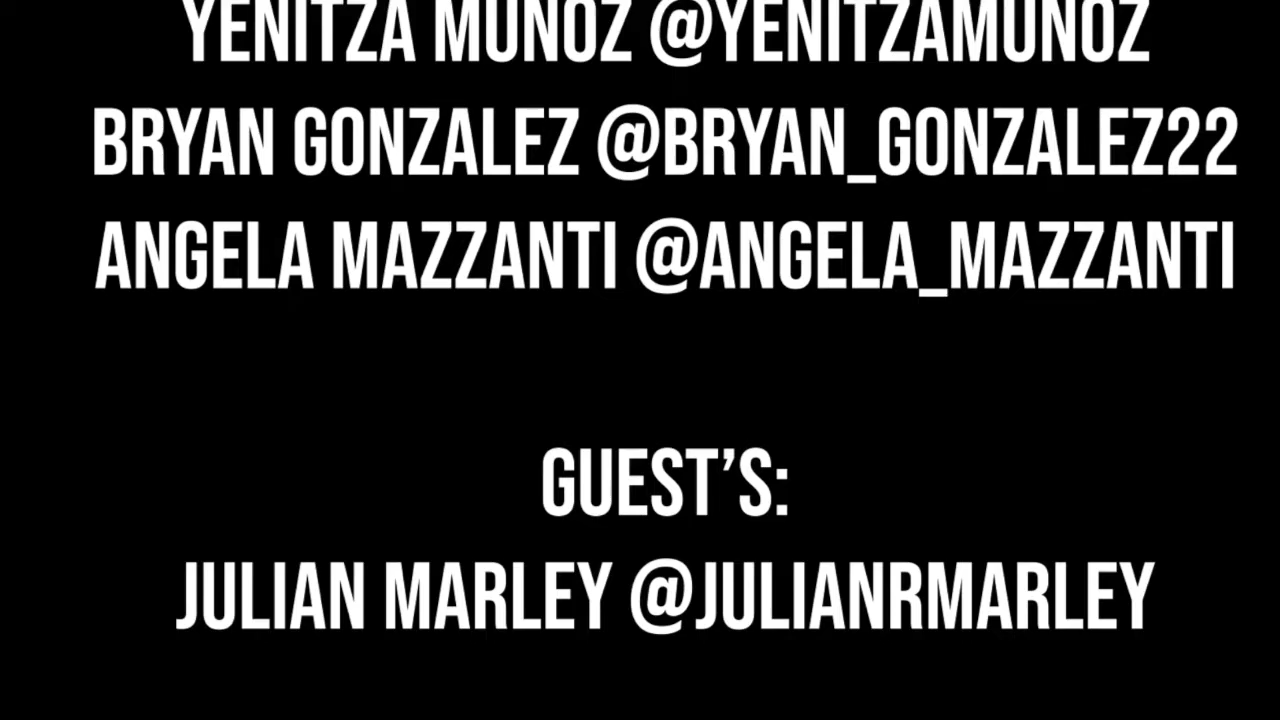 YENITZA MUNOZ @YENITZAMUNOZ
BRYAN GONZALEZ @BRYAN_GONZALEZ22
ANGELA MAZZANTI @ANGELA_MAZZANTI
GUEST’S:
JULIAN MARLEY @JULIANRMARLEY